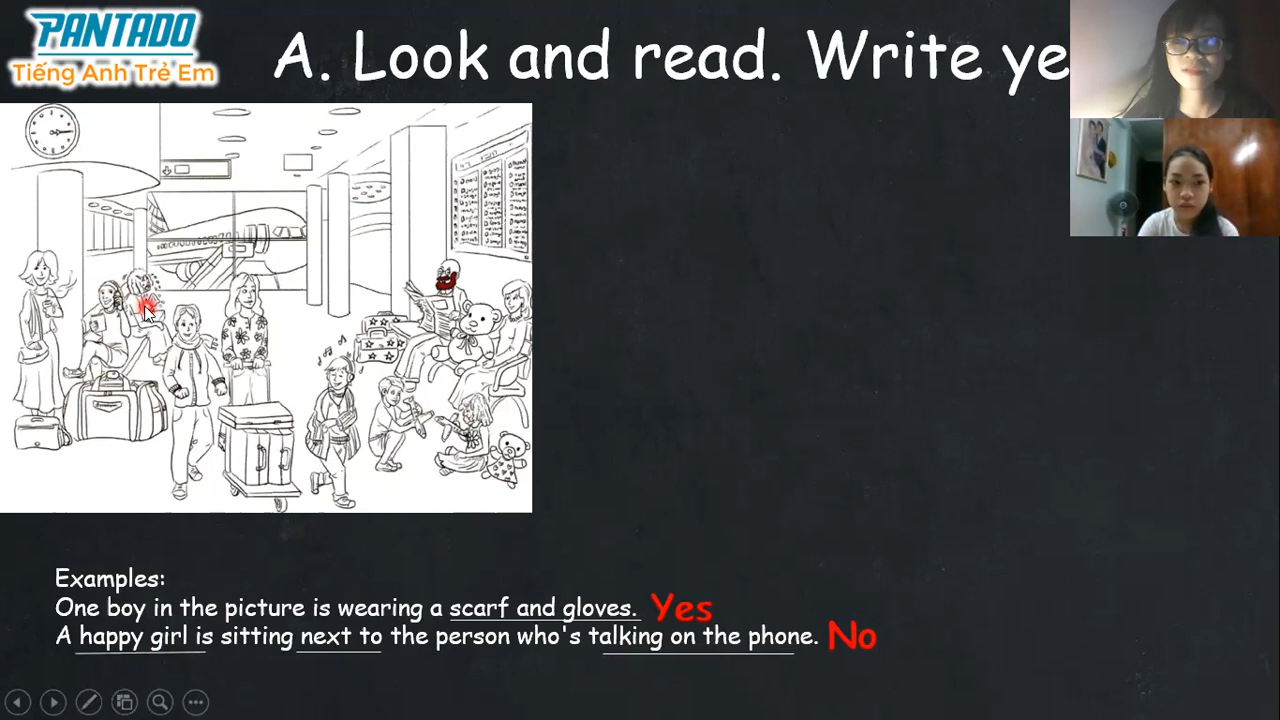 PANTADO
Tiếng Anh Trẻ Em
A. Look and read. Write ye
Examples:
One boy in the picture is wearing a scarf and gloves. Yes
A happy girl is sitting next to the person who's talking on the phone. No